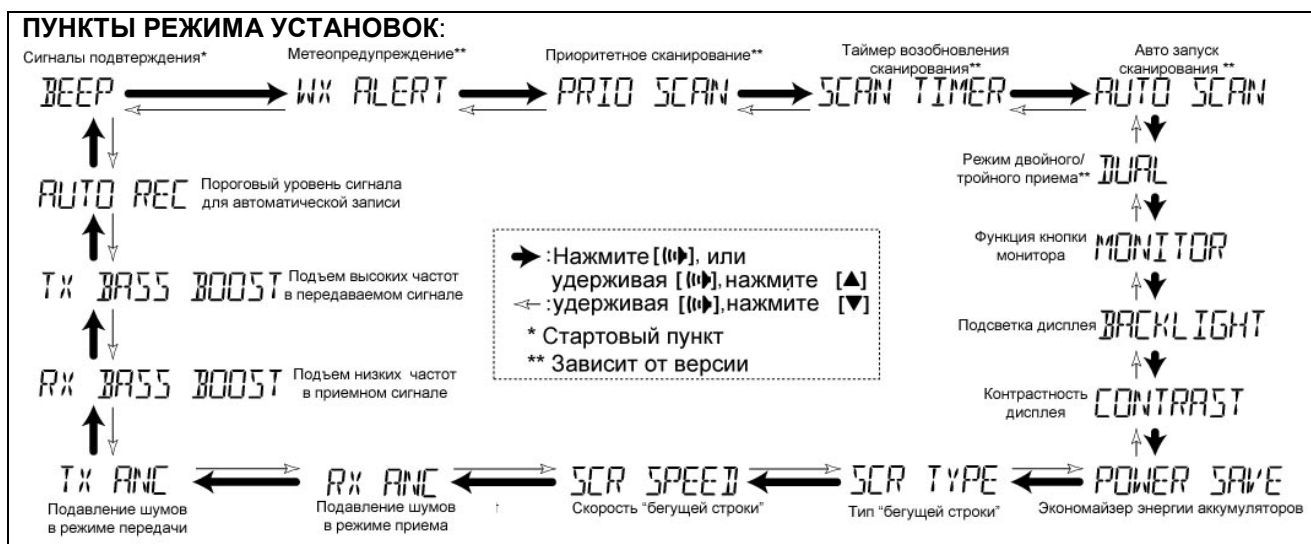 ПУНКТЫ РЕЖИМА УСТАНОВОК:
Сигналы подвтерждения*
Метеопредупреждение**
Приоритетное сканирование**
Таймер возобновления
сканирования**
Авто запуск
сканирования **
BEEP
WX ALERT
PRIO SCAN
SCAN TIMER
AUTO SCAN
Режим двойного/
тройного приема**
DUAL
AUTO REC
Пороговый уровень сигнала
для автоматической записи
Функция кнопки
монитора
MONITOR
TX BASS BOOST
Подъем высоких частот
в передаваемом сигнале
:Нажмите [], или
удерживая [],нажмите [▲]
:удерживая [],нажмите [▼]
* Стартовый пункт
** Зависит от версии
Подсветка дисплея
BACKLIGHT
RX BASS BOOST
Подъем низких частот
в приемном сигнале
Контрастность
дисплея
CONTRAST
TX ANC
RX ANC
SCR SPEED
SCR TYPE
POWER SAVE
Подавление шумов
в режиме передачи
Подавление шумов
в режиме приема
Скорость “бегущей строки”
Тип “бегущей строки”
Экономайзер энергии аккумуляторов